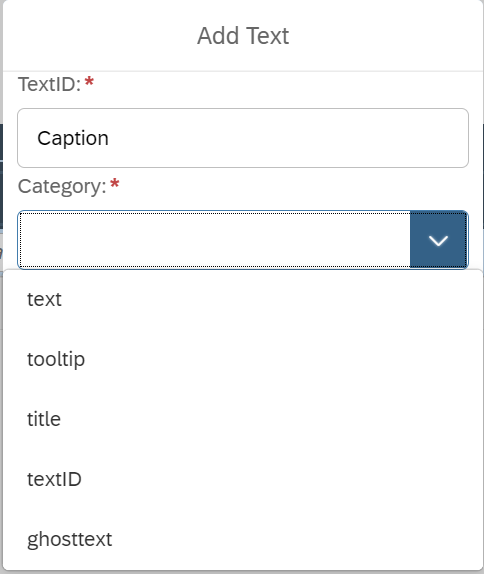 Add Text
TextID: *
Caption
Category: *
text
tooltip
title
textID
ghosttext